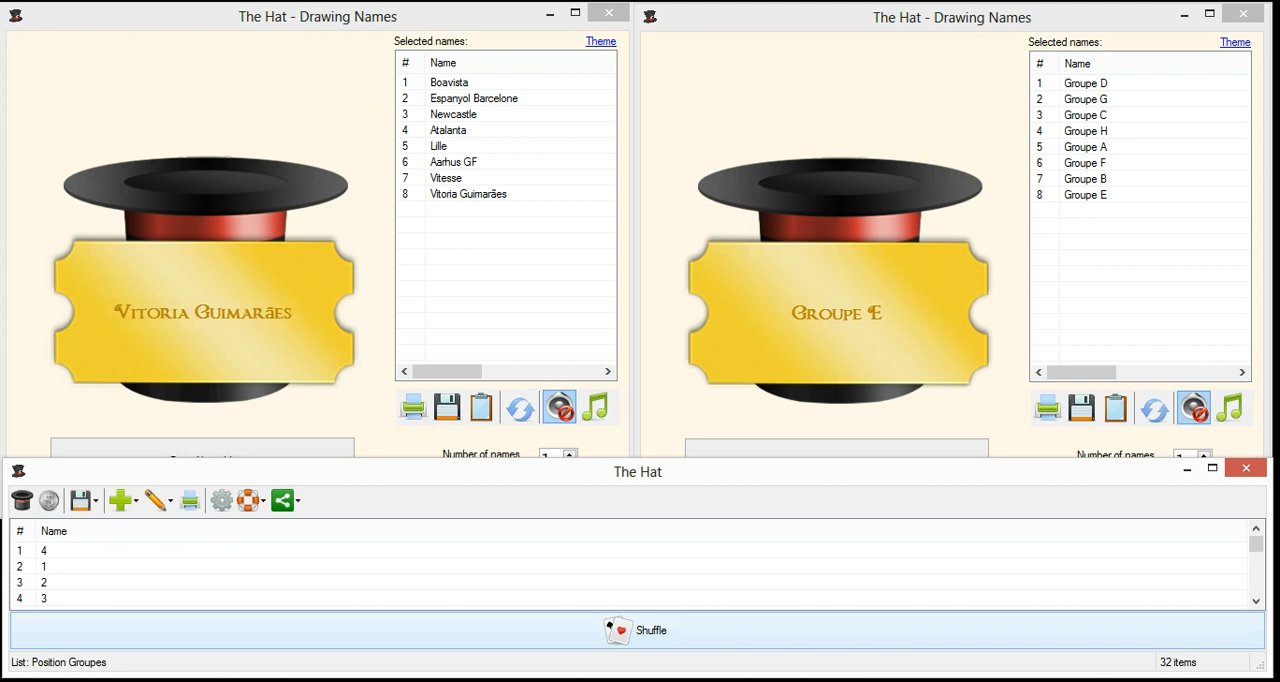 The Hat - Drawing Names
Selected names: Theme
# Name
1 Boavista
2 Espanyol Barcelone
3 Newcastle
4 Atalanta
5 Lille
6 Aarhus GF
7 Vitesse
8 Vitoria Guimarães
Vitoria Guimarães
Number of names
The Hat - Drawing Names
Selected names: Theme
# Name
1 Groupe D
2 Groupe G
3 Groupe C
4 Groupe H
5 Groupe A
6 Groupe F
7 Groupe B
8 Groupe E
Groupe E
Number of names
The Hat
# Name
1 4
2 1
3 2
4 3
Shuffle
List: Position Groupes
32 items